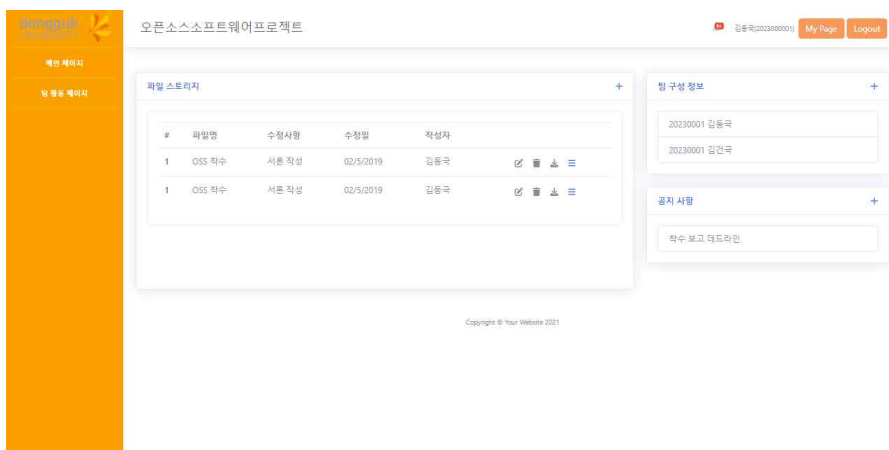 dongguk
UNIVERSITY
오픈소스소프트웨어프로젝트
김동국(2023000001)
My Page
Logout
메인 페이지
팀 활동 페이지
파일 스토리지 +
# 파일명 수정사항 수정일 작성자
1 OSS 착수 서론 작성 02/5/2019 김동국
1 OSS 착수 서론 작성 02/5/2019 김동국
팀 구성 정보 +
20230001 김동국
20230001 김건국
공지 사항 +
착수 보고 데드라인
Copyright © Your Website 2021